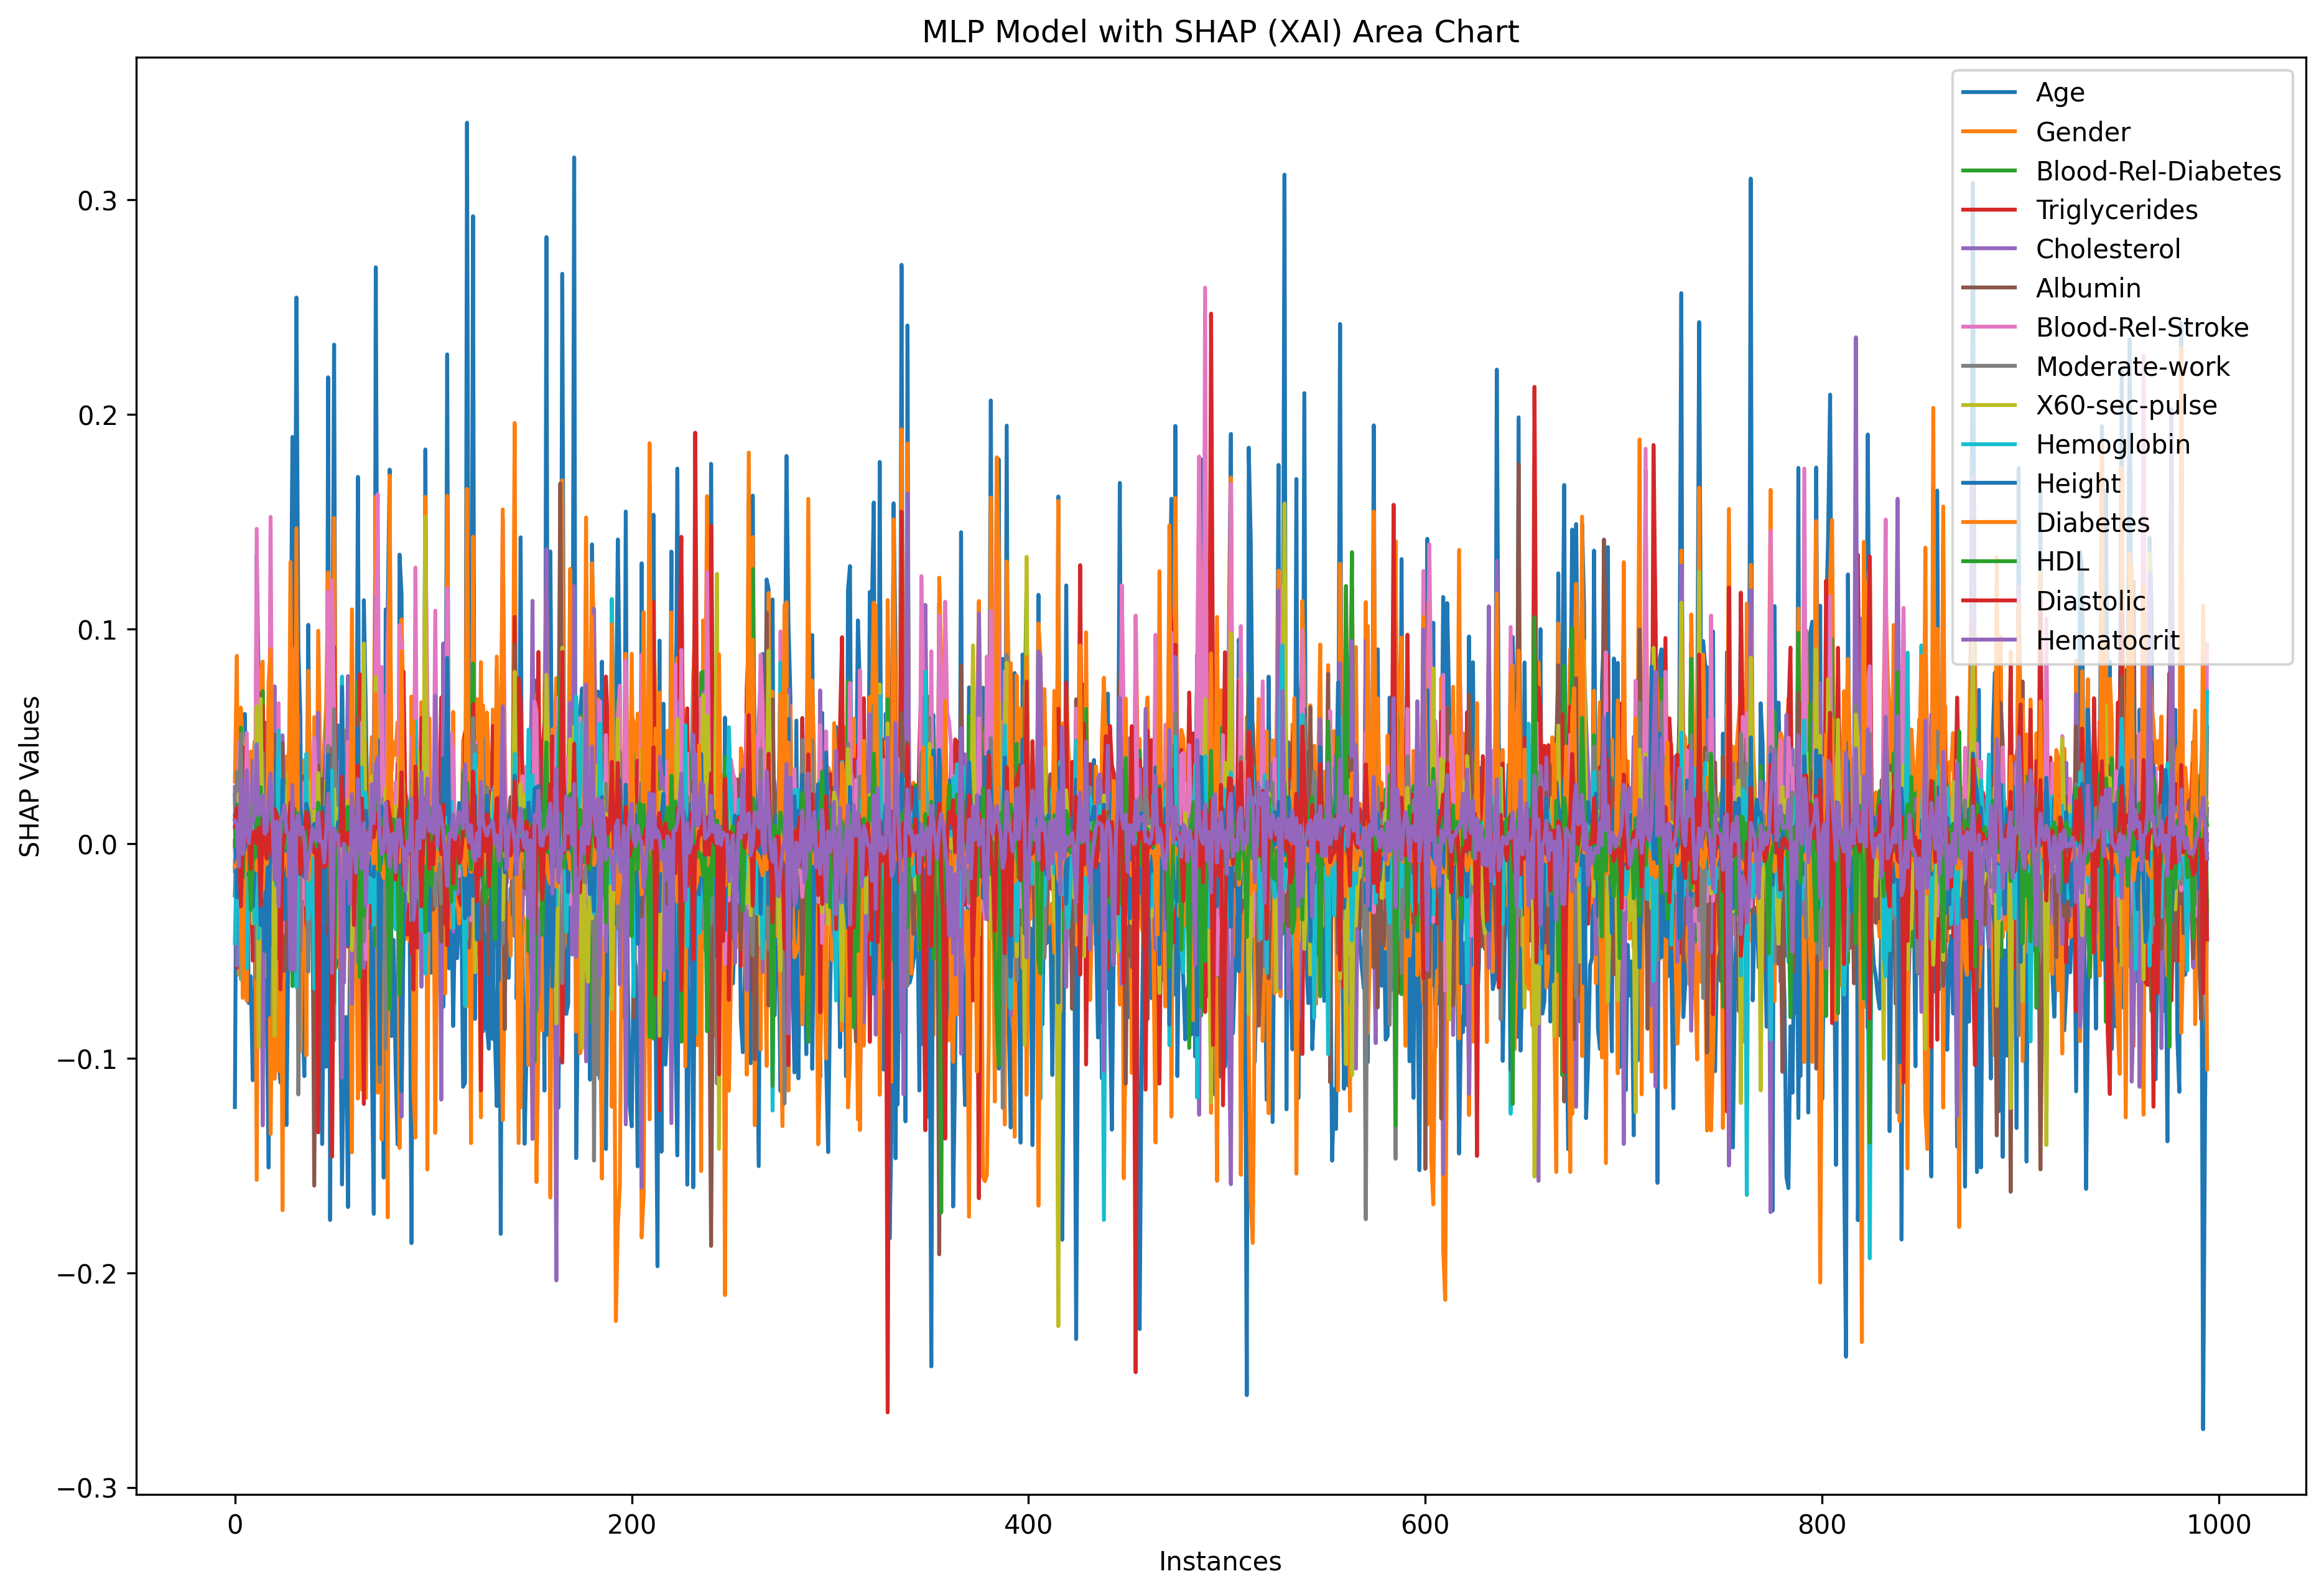 MLP Model with SHAP (XAI) Area Chart
Age
Gender
Blood-Rel-Diabetes
Triglycerides
Cholesterol
Albumin
Blood-Rel-Stroke
Moderate-work
X60-sec-pulse
Hemoglobin
Height
Diabetes
HDL
Diastolic
Hematocrit
SHAP Values
0.3
0.2
0.1
0.0
−0.1
−0.2
−0.3
0 200 400 600 800 1000
Instances